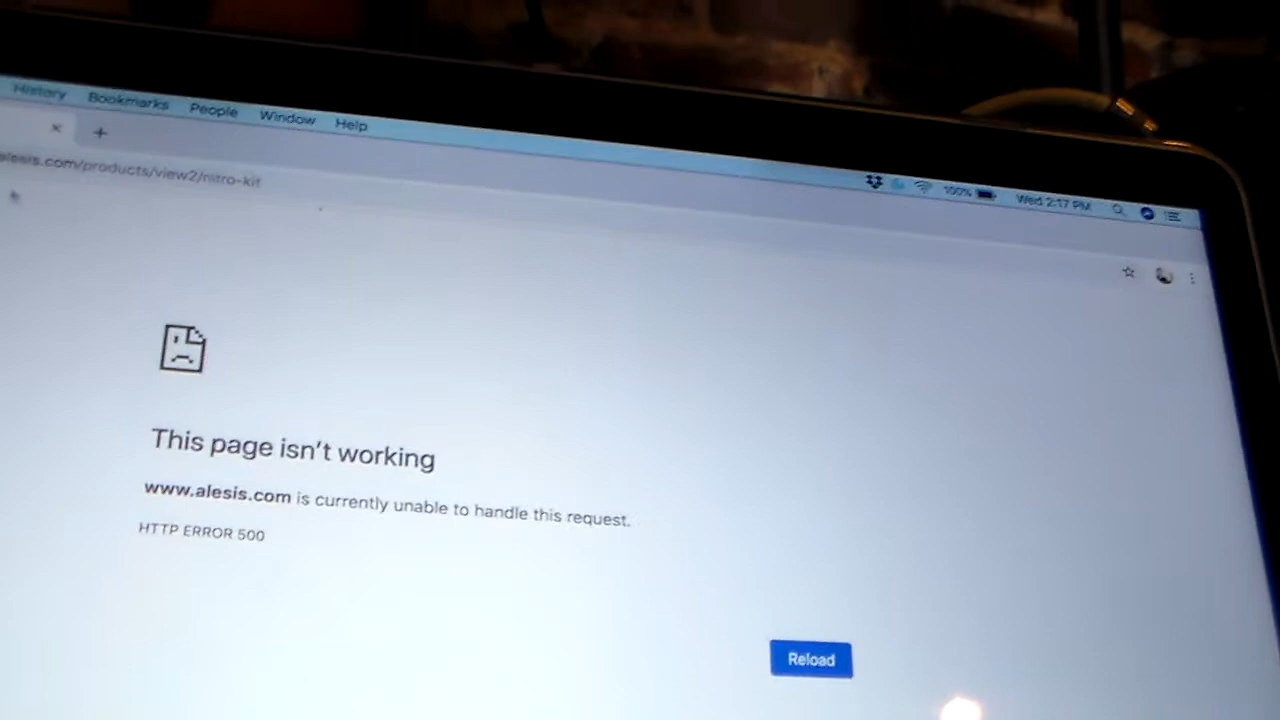 History Bookmarks People Window Help
100% Wed 2:17 PM
alesis.com/products/view2/nitro-kit
This page isn't working
www.alesis.com is currently unable to handle this request.
HTTP ERROR 500
Reload